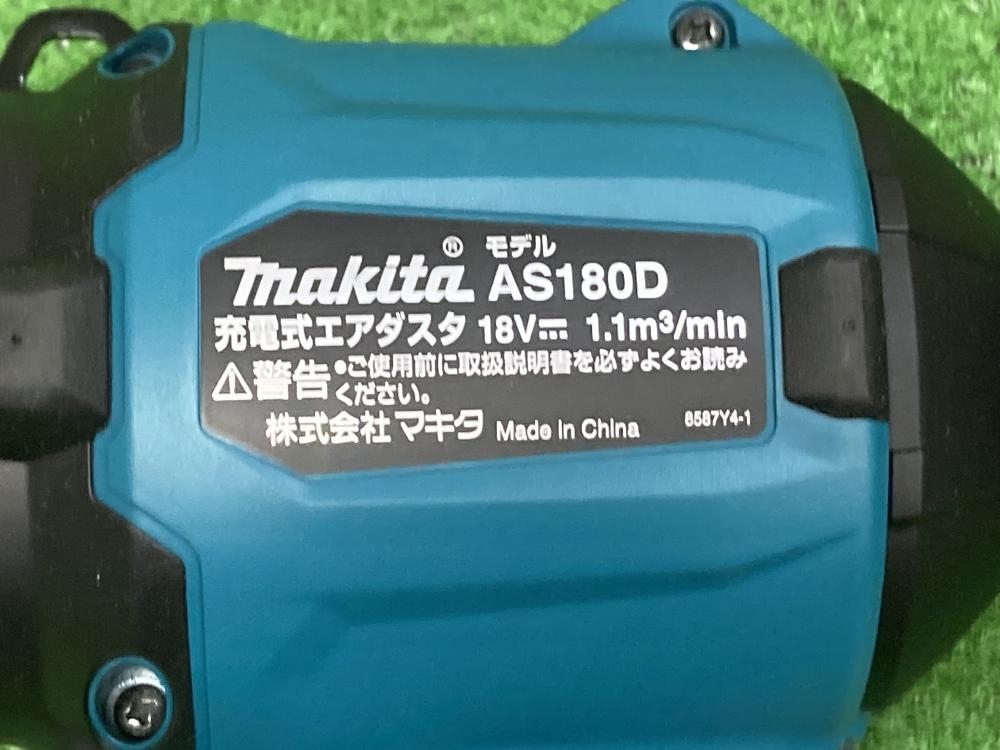 makita® モデル AS180D
充電式エアダスタ 18V⎓ 1.1m³/min
⚠警告 •ご使用前に取扱説明書を必ずよくお読み
ください。
株式会社 マキタ Made in China 8587Y4-1